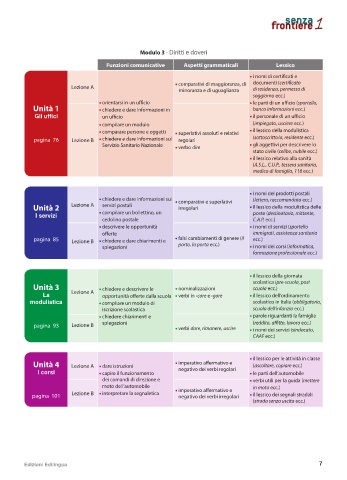 senza
frontiere 1
Modulo 3 - Diritti e doveri
Funzioni comunicative
Aspetti grammaticali
Lessico
Unità 1
Gli uffici
pagina 76
Lezione A
Lezione B
• orientarsi in un ufficio
• chiedere e dare informazioni in
un ufficio
• compilare un modulo
• comparare persone o oggetti
• chiedere e dare informazioni sul
Servizio Sanitario Nazionale
• comparativi di maggioranza, di
minoranza e di uguaglianza
• superlativi assoluti e relativi
regolari
• verbo dire
• i nomi di certificati e
documenti (certificato
di residenza, permesso di
soggiorno ecc.)
• le parti di un ufficio (sportello,
banco informazioni ecc.)
• il personale di un ufficio
(impiegato, usciere ecc.)
• il lessico della modulistica
(sottoscritto/a, residente ecc.)
• gli aggettivi per descrivere lo
stato civile (celibe, nubile ecc.)
• il lessico relativo alla sanità
(A.S.L., C.U.P., tessera sanitaria,
medico di famiglia, 118 ecc.)
Unità 2
I servizi
pagina 85
Lezione A
Lezione B
• chiedere e dare informazioni sui
servizi postali
• compilare un bollettino, un
cedolino postale
• descrivere le opportunità
offerte
• chiedere e dare chiarimenti o
spiegazioni
• comparativi e superlativi
irregolari
• falsi cambiamenti di genere (il
porto, la porta ecc.)
• i nomi dei prodotti postali
(lettera, raccomandata ecc.)
• il lessico della modulistica delle
poste (destinatario, mittente,
C.A.P. ecc.)
• i nomi di servizi (sportello
immigrati, assistenza sanitaria
ecc.)
• i nomi dei corsi (informatica,
formazione professionale ecc.)
Unità 3
La
modulistica
pagina 93
Lezione A
Lezione B
• chiedere e descrivere le
opportunità offerte dalla scuola
• compilare un modulo di
iscrizione scolastica
• chiedere chiarimenti e
spiegazioni
• nominalizzazioni
• verbi in -care e -gare
• verbi dare, rimanere, uscire
• il lessico della giornata
scolastica (pre-scuola, post
scuola ecc.)
• il lessico dell'ordinamento
scolastico in Italia (obbligatoria,
scuola dell'infanzia ecc.)
• parole riguardanti la famiglia
(reddito, affitto, lavoro ecc.)
• i nomi dei servizi (sindacato,
CAAF ecc.)
Unità 4
I corsi
pagina 101
Lezione A
Lezione B
• dare istruzioni
• capire il funzionamento
dei comandi di direzione e
moto dell'automobile
• interpretare la segnaletica
• imperativo affermativo e
negativo dei verbi regolari
• imperativo affermativo e
negativo dei verbi irregolari
• il lessico per le attività in classe
(ascoltare, copiare ecc.)
• le parti dell'automobile
• verbi utili per la guida (mettere
in moto ecc.)
• il lessico dei segnali stradali
(strada senza uscita ecc.)
Edizioni Edilingua
7